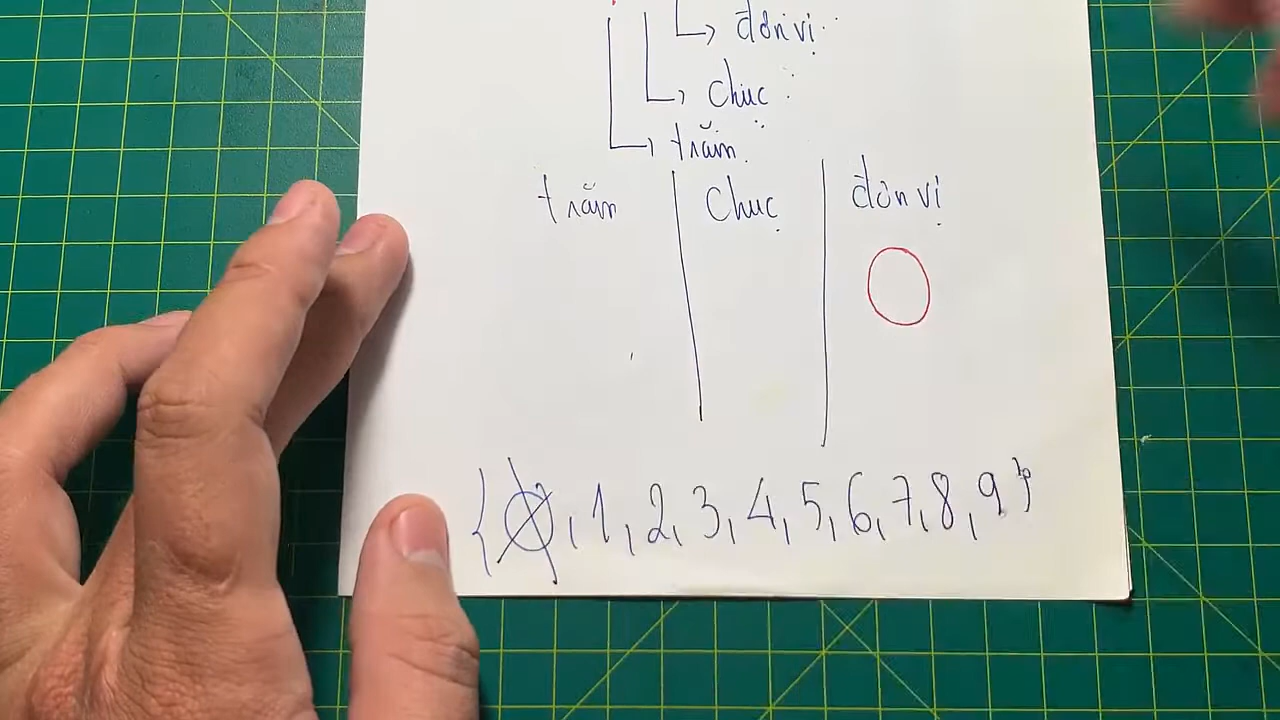 đơn vị
chục
trăm
trăm chục đơn vị
0
{0, 1, 2, 3, 4, 5, 6, 7, 8, 9}